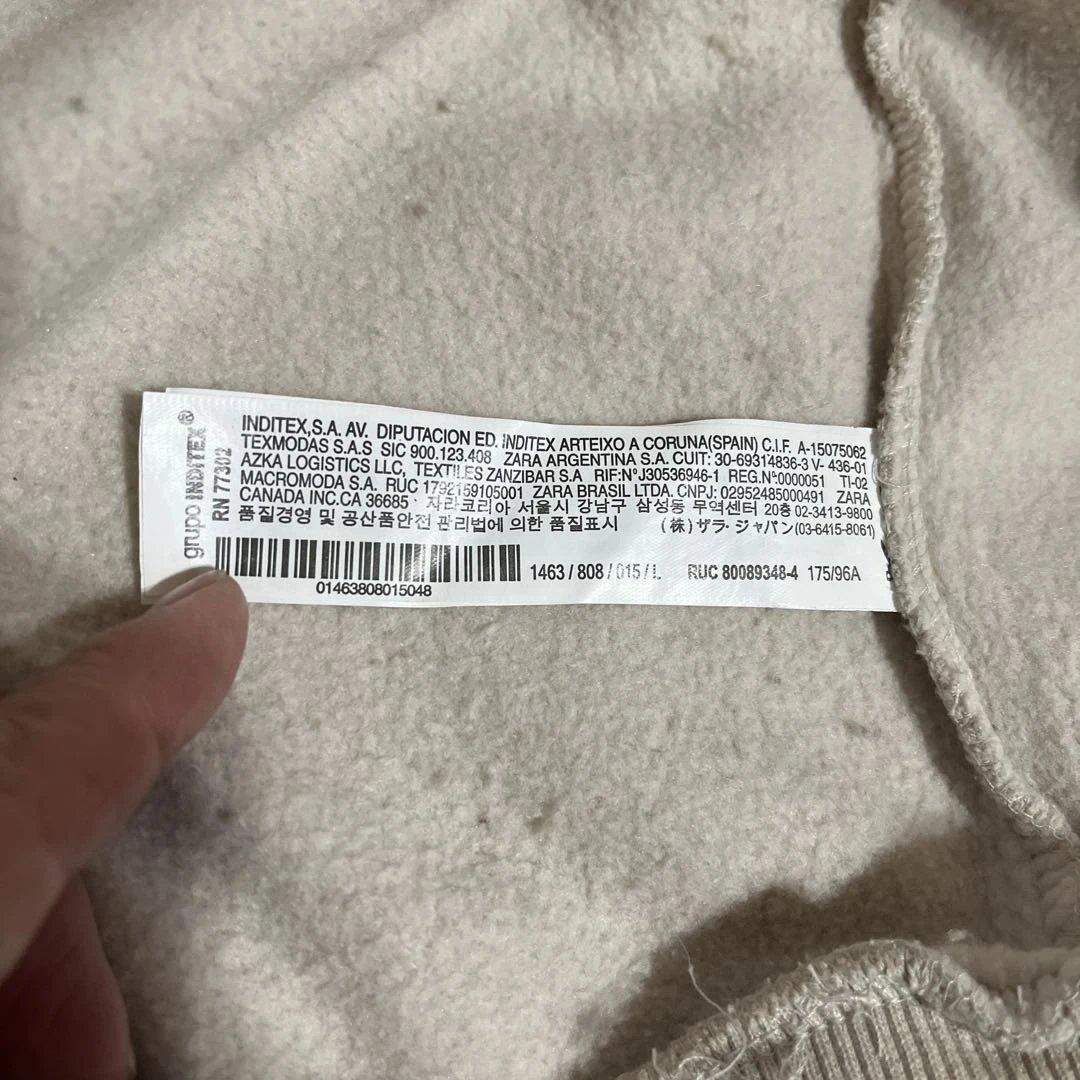 grupo INDITEX®
RN 77302
INDITEX,S.A. AV. DIPUTACION ED. INDITEX ARTEIXO A CORUNA(SPAIN) C.I.F. A-15075062
TEXMODAS S.A.S SIC 900.123.408 ZARA ARGENTINA S.A. CUIT: 30-69314836-3 V- 436-01
AZKA LOGISTICS LLC, TEXTILES ZANZIBAR S.A RIF:Nº J30536946-1 REG.Nª:0000051 TI-02
MACROMODA S.A. RUC 1792159105001 ZARA BRASIL LTDA. CNPJ: 02952485000491 ZARA
CANADA INC.CA 36685 · 자라코리아 서울시 강남구 삼성동 무역센터 20층 02-3413-9800
품질경영 및 공산품안전 관리법에 의한 품질표시 (株) ザラ・ジャパン(03-6415-8061)
1463 / 808 / 015 / L RUC 80089348-4 175/96A
01463808015048